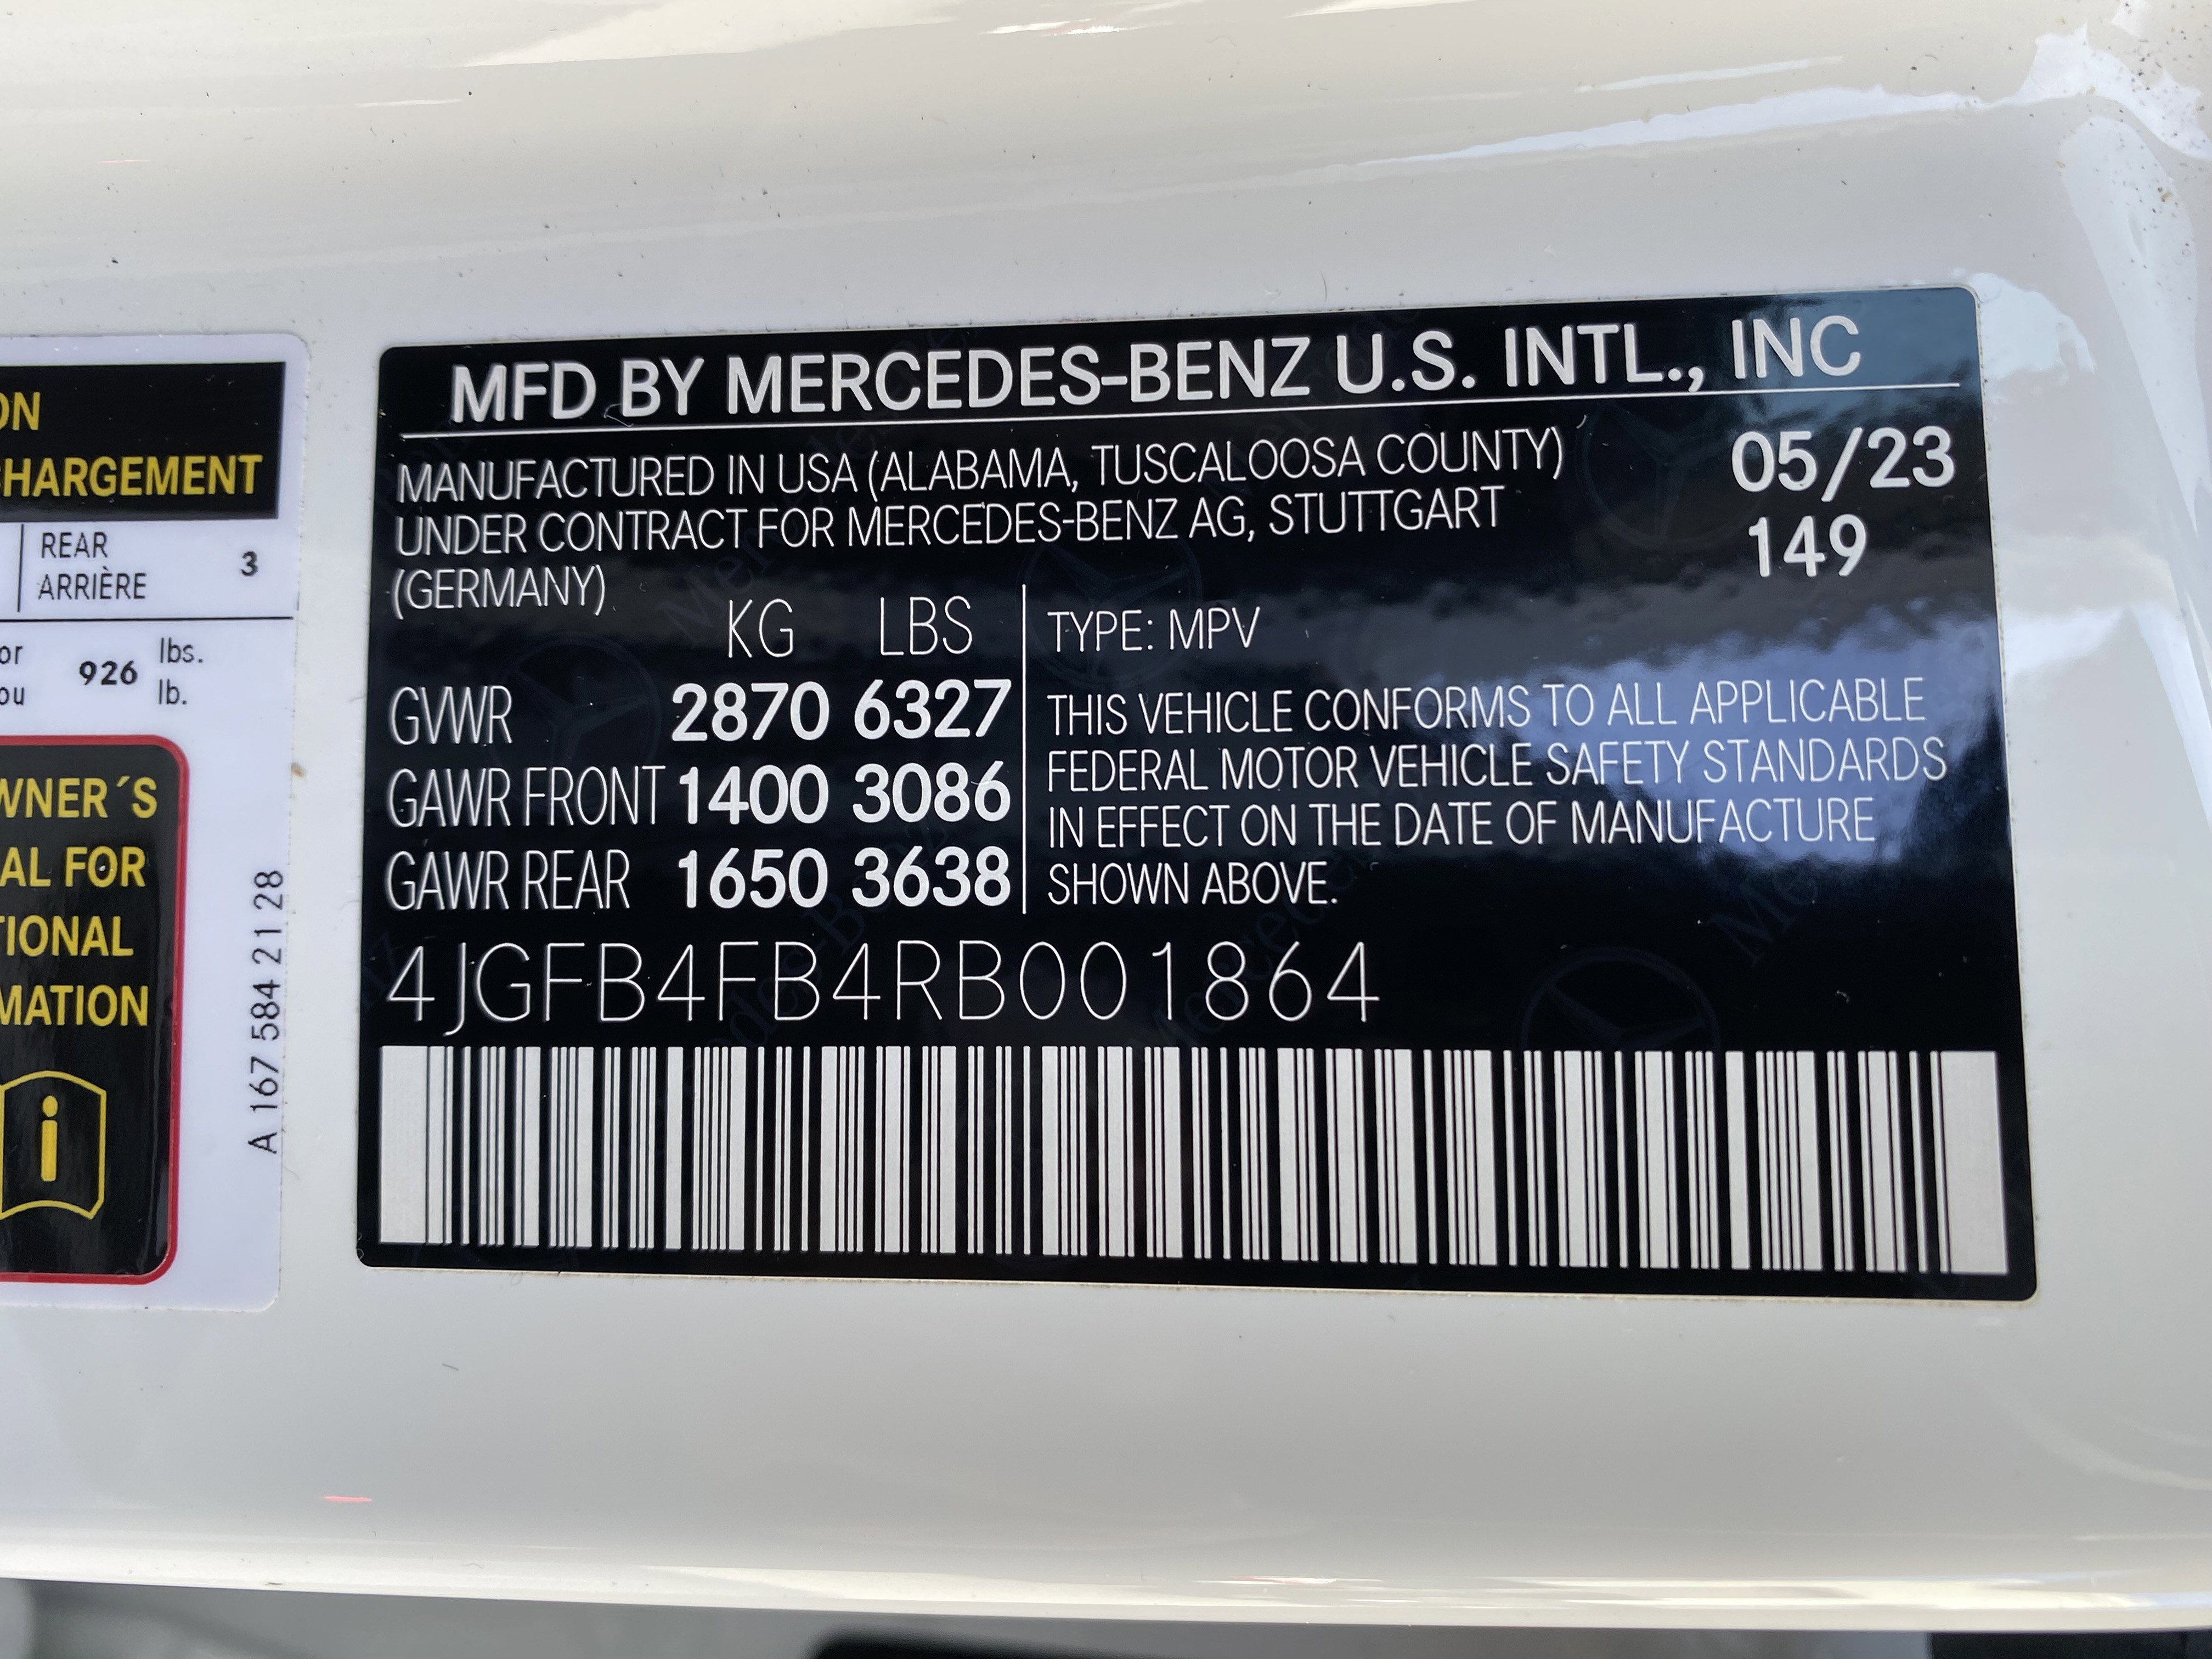 MFD BY MERCEDES-BENZ U.S. INTL., INC
MANUFACTURED IN USA (ALABAMA, TUSCALOOSA COUNTY)
UNDER CONTRACT FOR MERCEDES-BENZ AG, STUTTGART
(GERMANY)
05/23
149
KG LBS
GVWR 2870 6327
GAWR FRONT 1400 3086
GAWR REAR 1650 3638
TYPE: MPV
THIS VEHICLE CONFORMS TO ALL APPLICABLE
FEDERAL MOTOR VEHICLE SAFETY STANDARDS
IN EFFECT ON THE DATE OF MANUFACTURE
SHOWN ABOVE.
4JGFB4FB4RB001864
ON
CHARGEMENT
REAR 3
ARRIÈRE
or 926 lbs.
ou lb.
WNER´S
AL FOR
TIONAL
MATION
i
A 167 584 21 28